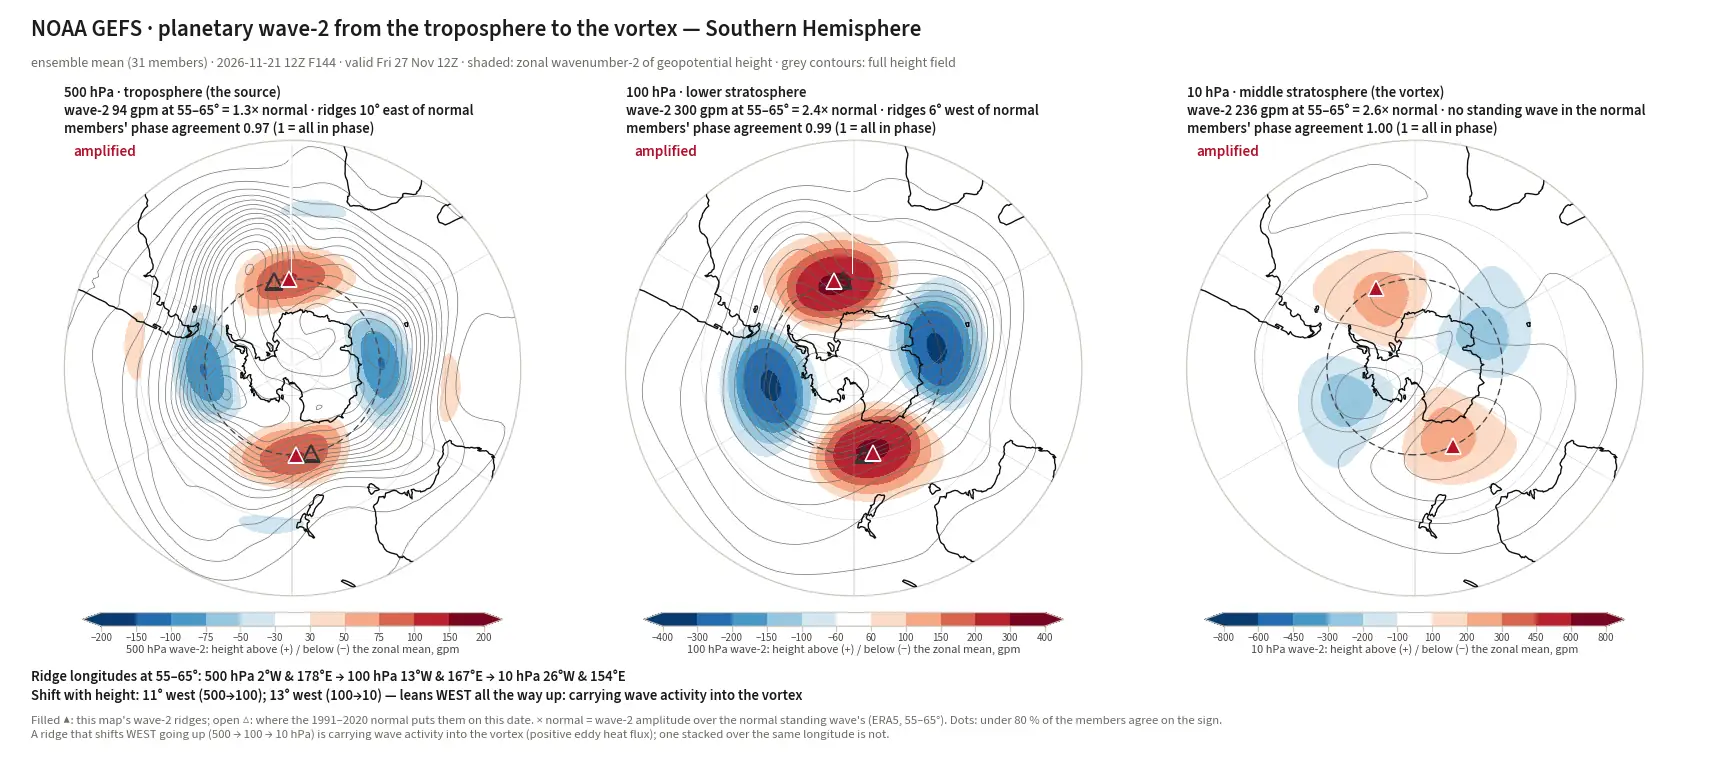 NOAA GEFS · planetary wave-2 from the troposphere to the vortex — Southern Hemisphere
ensemble mean (31 members) · 2026-11-21 12Z F144 · valid Fri 27 Nov 12Z · shaded: zonal wavenumber-2 of geopotential height · grey contours: full height field
500 hPa · troposphere (the source)
wave-2 94 gpm at 55–65° = 1.3× normal · ridges 10° east of normal
members' phase agreement 0.97 (1 = all in phase)
amplified
100 hPa · lower stratosphere
wave-2 300 gpm at 55–65° = 2.4× normal · ridges 6° west of normal
members' phase agreement 0.99 (1 = all in phase)
amplified
10 hPa · middle stratosphere (the vortex)
wave-2 236 gpm at 55–65° = 2.6× normal · no standing wave in the normal
members' phase agreement 1.00 (1 = all in phase)
amplified
−200 −150 −100 −75 −50 −30 30 50 75 100 150 200
500 hPa wave-2: height above (+) / below (−) the zonal mean, gpm
−400 −300 −200 −150 −100 −60 60 100 150 200 300 400
100 hPa wave-2: height above (+) / below (−) the zonal mean, gpm
−800 −600 −450 −300 −200 −100 100 200 300 450 600 800
10 hPa wave-2: height above (+) / below (−) the zonal mean, gpm
Ridge longitudes at 55–65°: 500 hPa 2°W & 178°E → 100 hPa 13°W & 167°E → 10 hPa 26°W & 154°E
Shift with height: 11° west (500→100); 13° west (100→10) — leans WEST all the way up: carrying wave activity into the vortex
Filled ▲: this map's wave-2 ridges; open △: where the 1991–2020 normal puts them on this date. × normal = wave-2 amplitude over the normal standing wave's (ERA5, 55–65°). Dots: under 80 % of the members agree on the sign.
A ridge that shifts WEST going up (500 → 100 → 10 hPa) is carrying wave activity into the vortex (positive eddy heat flux); one stacked over the same longitude is not.